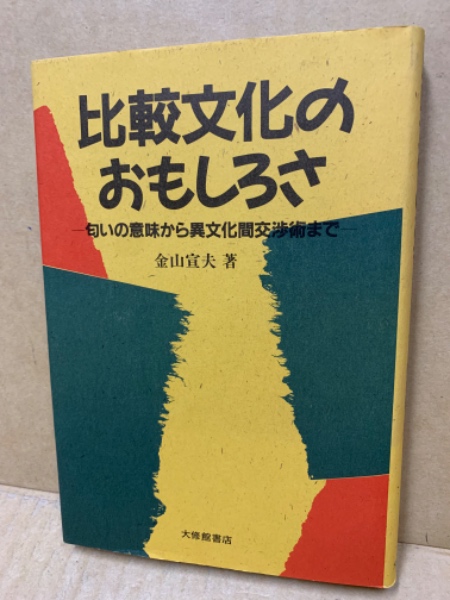 比較文化の
おもしろさ
―匂いの意味から異文化間交渉術まで―
金山宣夫 著
大修館書店